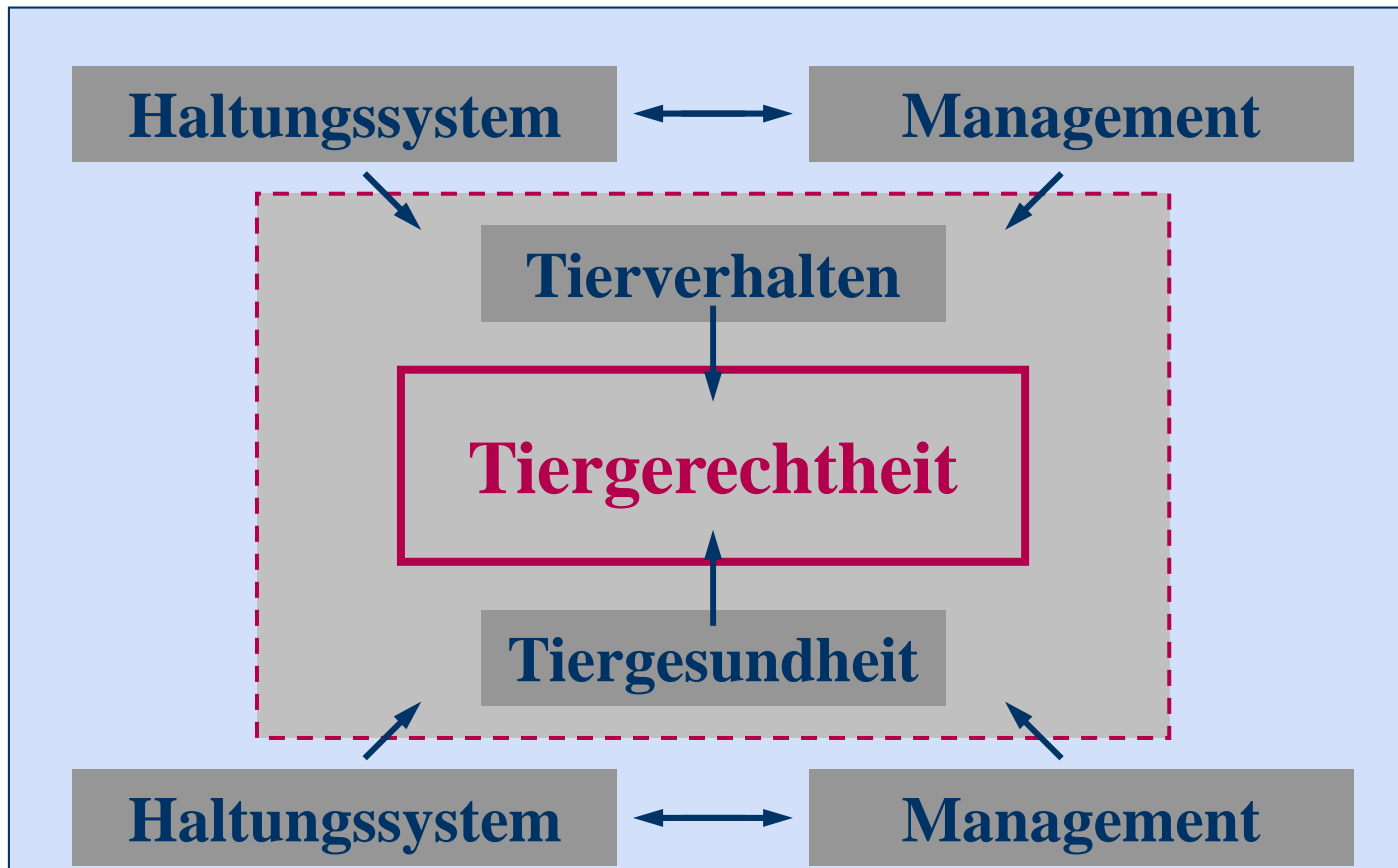 Haltungssystem
Management
Tierverhalten
Tiergerechtheit
Tiergesundheit
Haltungssystem
Management